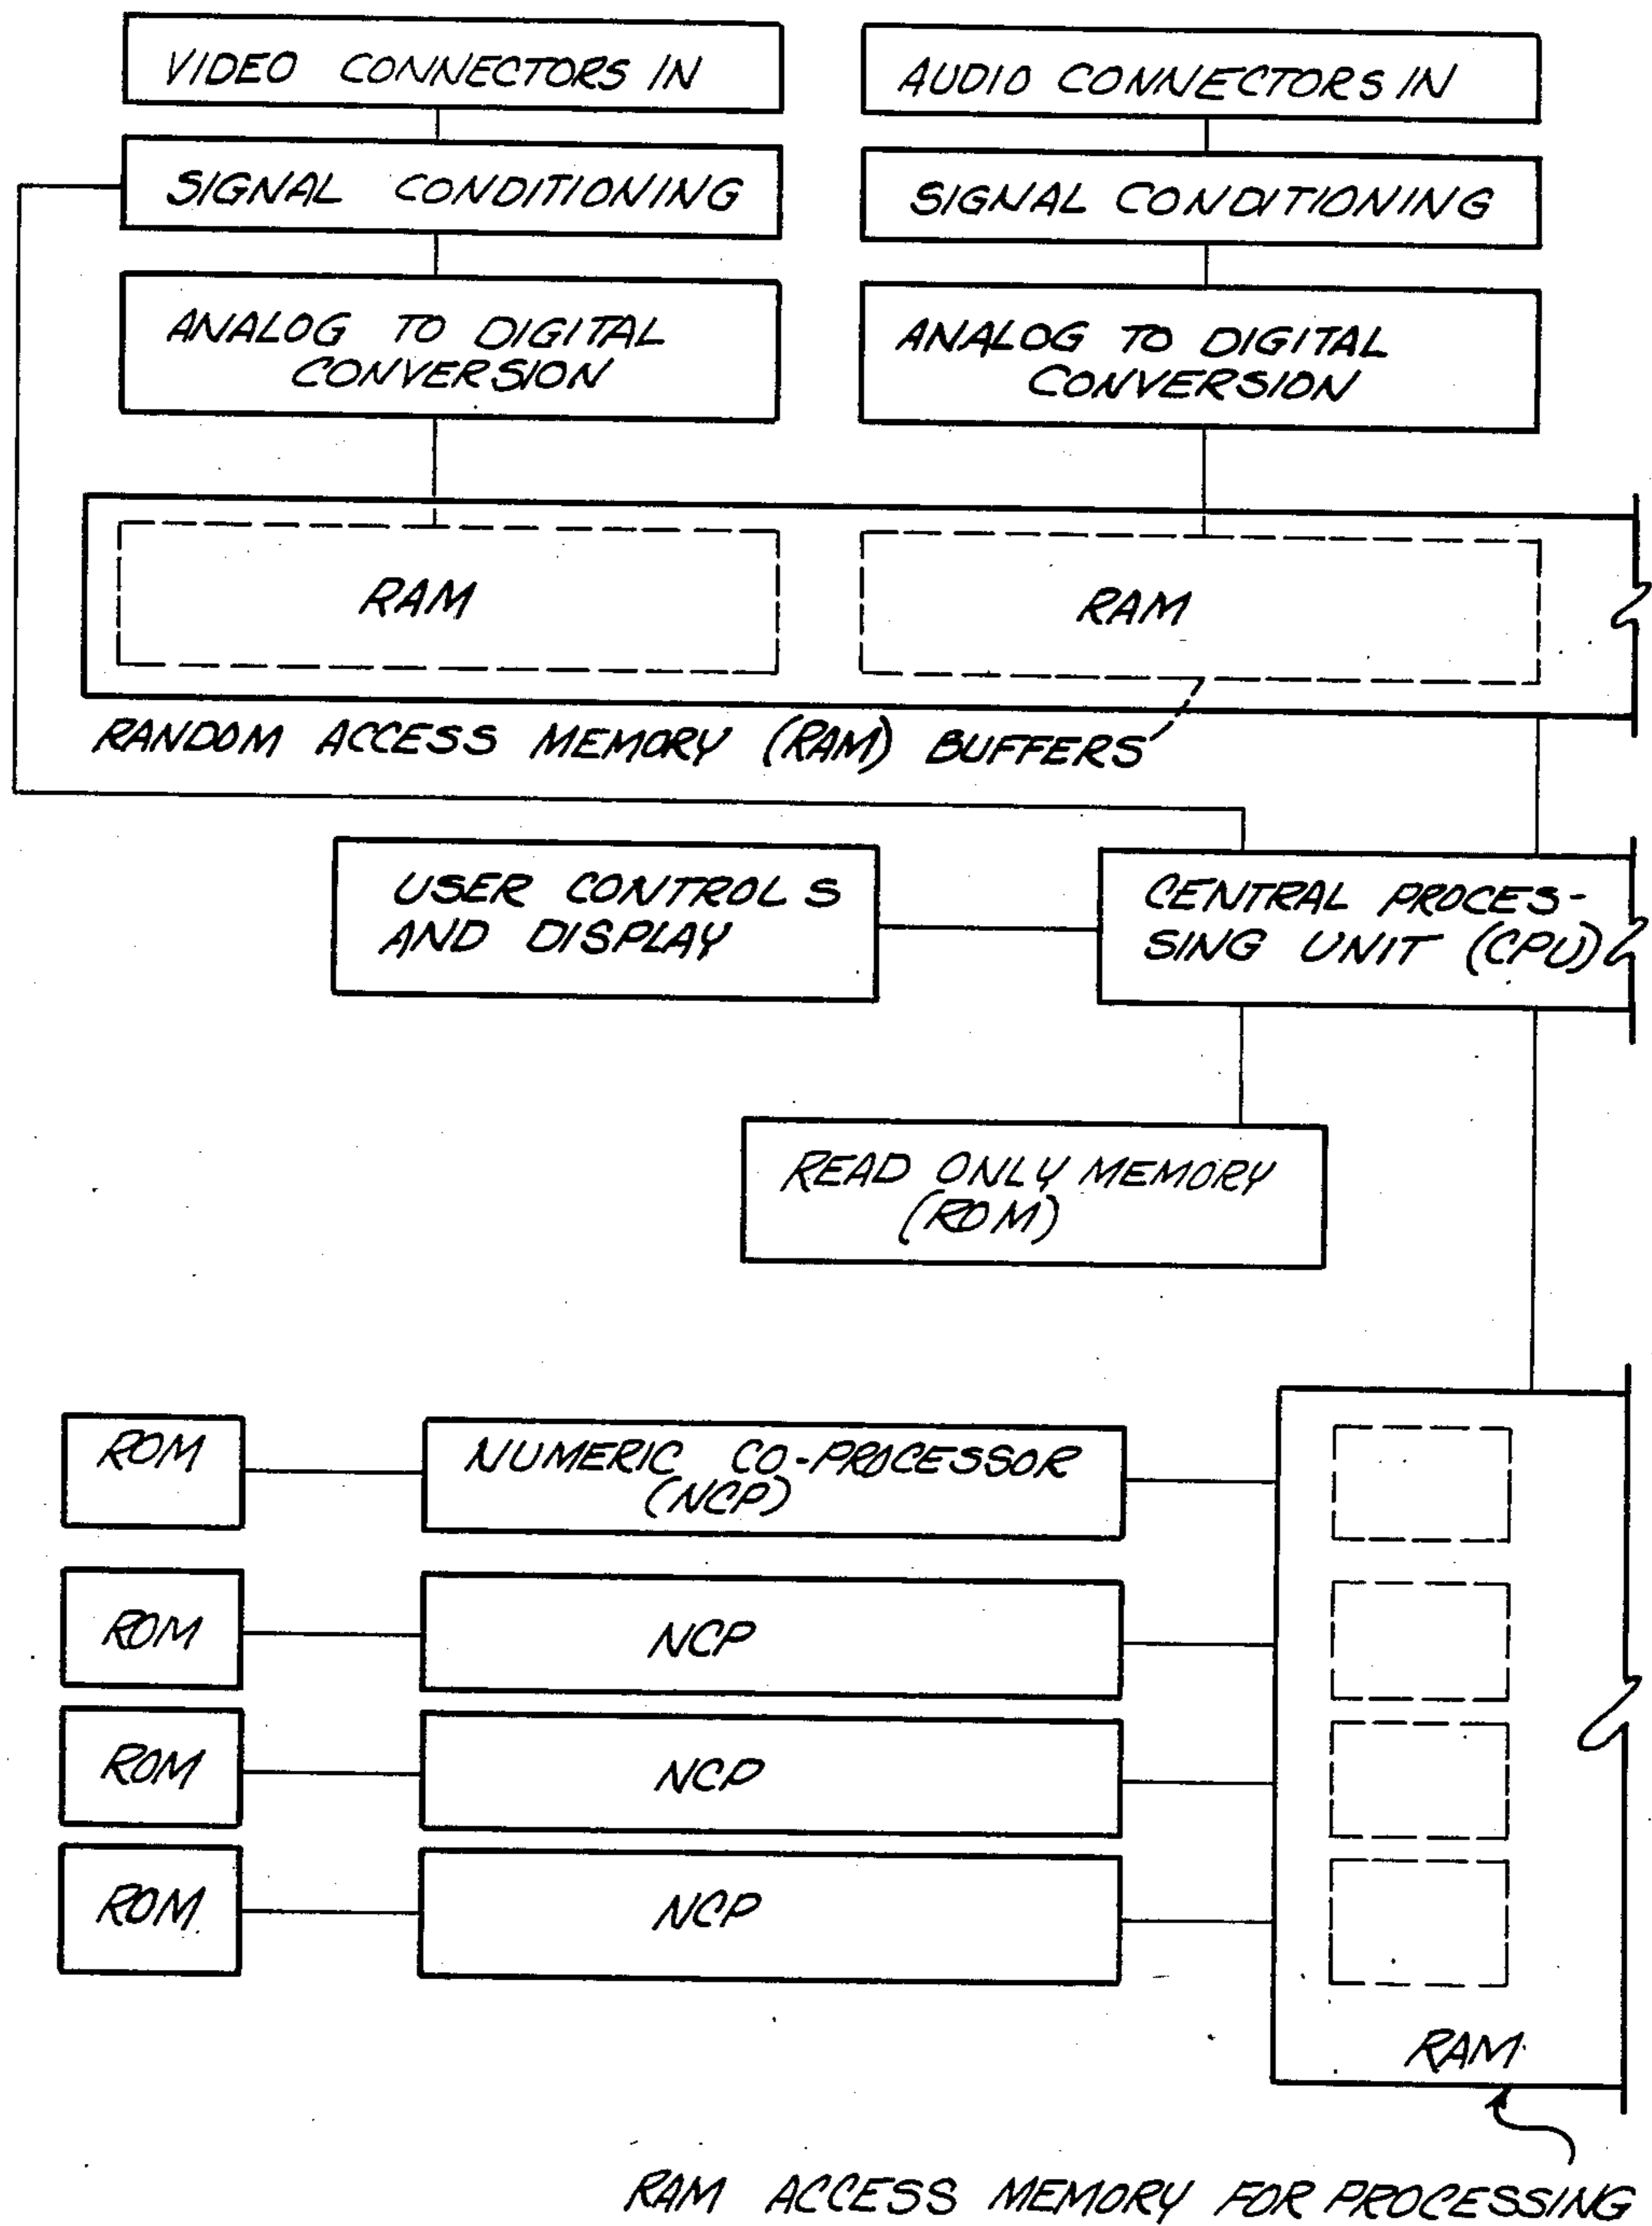 VIDEO CONNECTORS IN
AUDIO CONNECTORS IN
SIGNAL CONDITIONING
SIGNAL CONDITIONING
ANALOG TO DIGITAL
CONVERSION
ANALOG TO DIGITAL
CONVERSION
RAM
RAM
RANDOM ACCESS MEMORY (RAM) BUFFERS
USER CONTROLS
AND DISPLAY
CENTRAL PROCES-
SING UNIT (CPU)
READ ONLY MEMORY
(ROM)
ROM
NUMERIC CO-PROCESSOR
(NCP)
ROM
NCP
ROM
NCP
ROM
NCP
RAM
RAM ACCESS MEMORY FOR PROCESSING